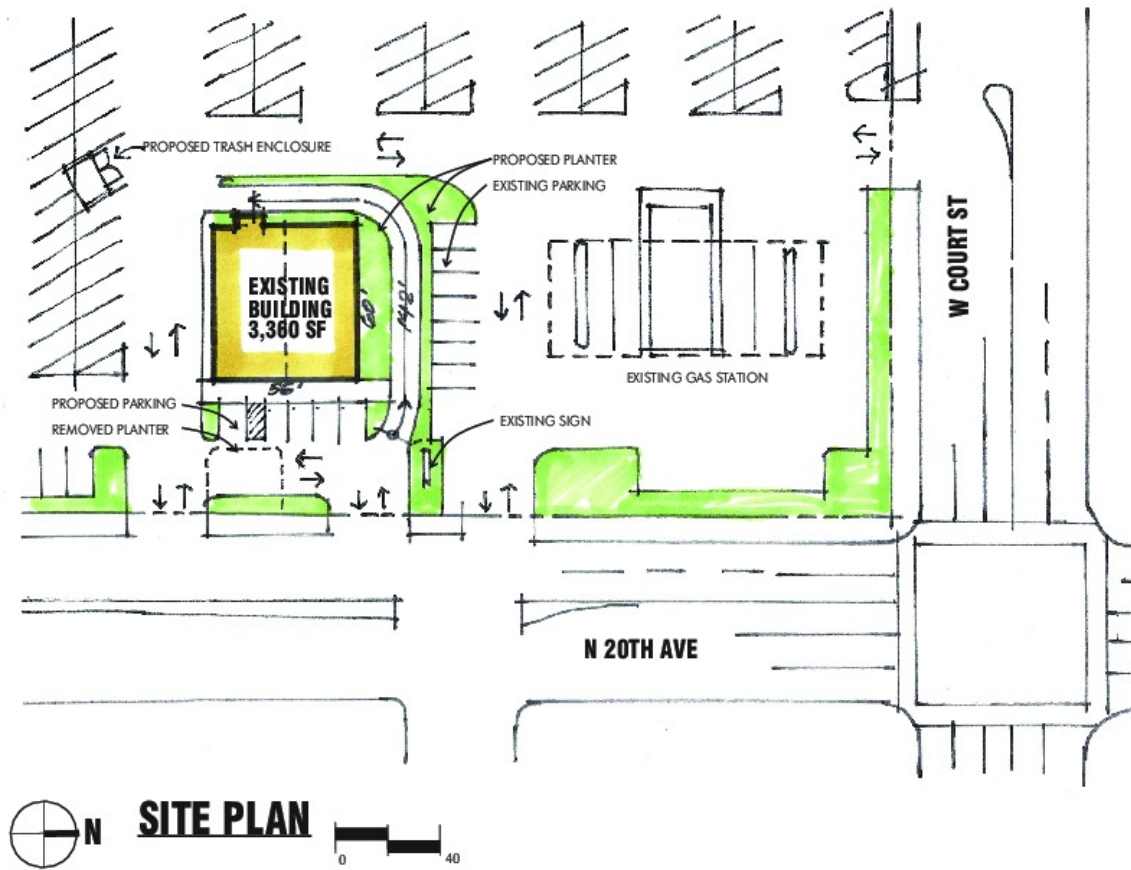 PROPOSED TRASH ENCLOSURE
PROPOSED PLANTER
EXISTING PARKING
W COURT ST
EXISTING
BUILDING
3,360 SF
60'
148'
56'
EXISTING GAS STATION
PROPOSED PARKING
REMOVED PLANTER
EXISTING SIGN
N 20TH AVE
N
SITE PLAN
0
40